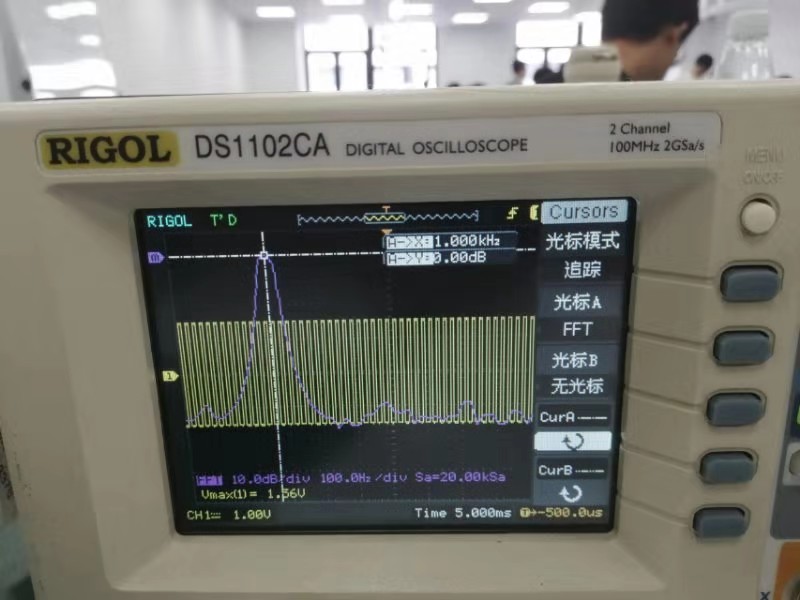 RIGOL DS1102CA DIGITAL OSCILLOSCOPE
2 Channel
100MHz 2GSa/s
MENU
ON/OFF
RIGOL T'D
Cursors
A->X: 1.000kHz
A->Y: 0.00dB
光标模式
追踪
光标A
FFT
光标B
无光标
CurA
CurB
FFT 10.0dB/div 100.0Hz/div Sa=20.00kSa
Vmax(1)= 1.56V
CH1 1.00V Time 5.000ms T→-500.0us